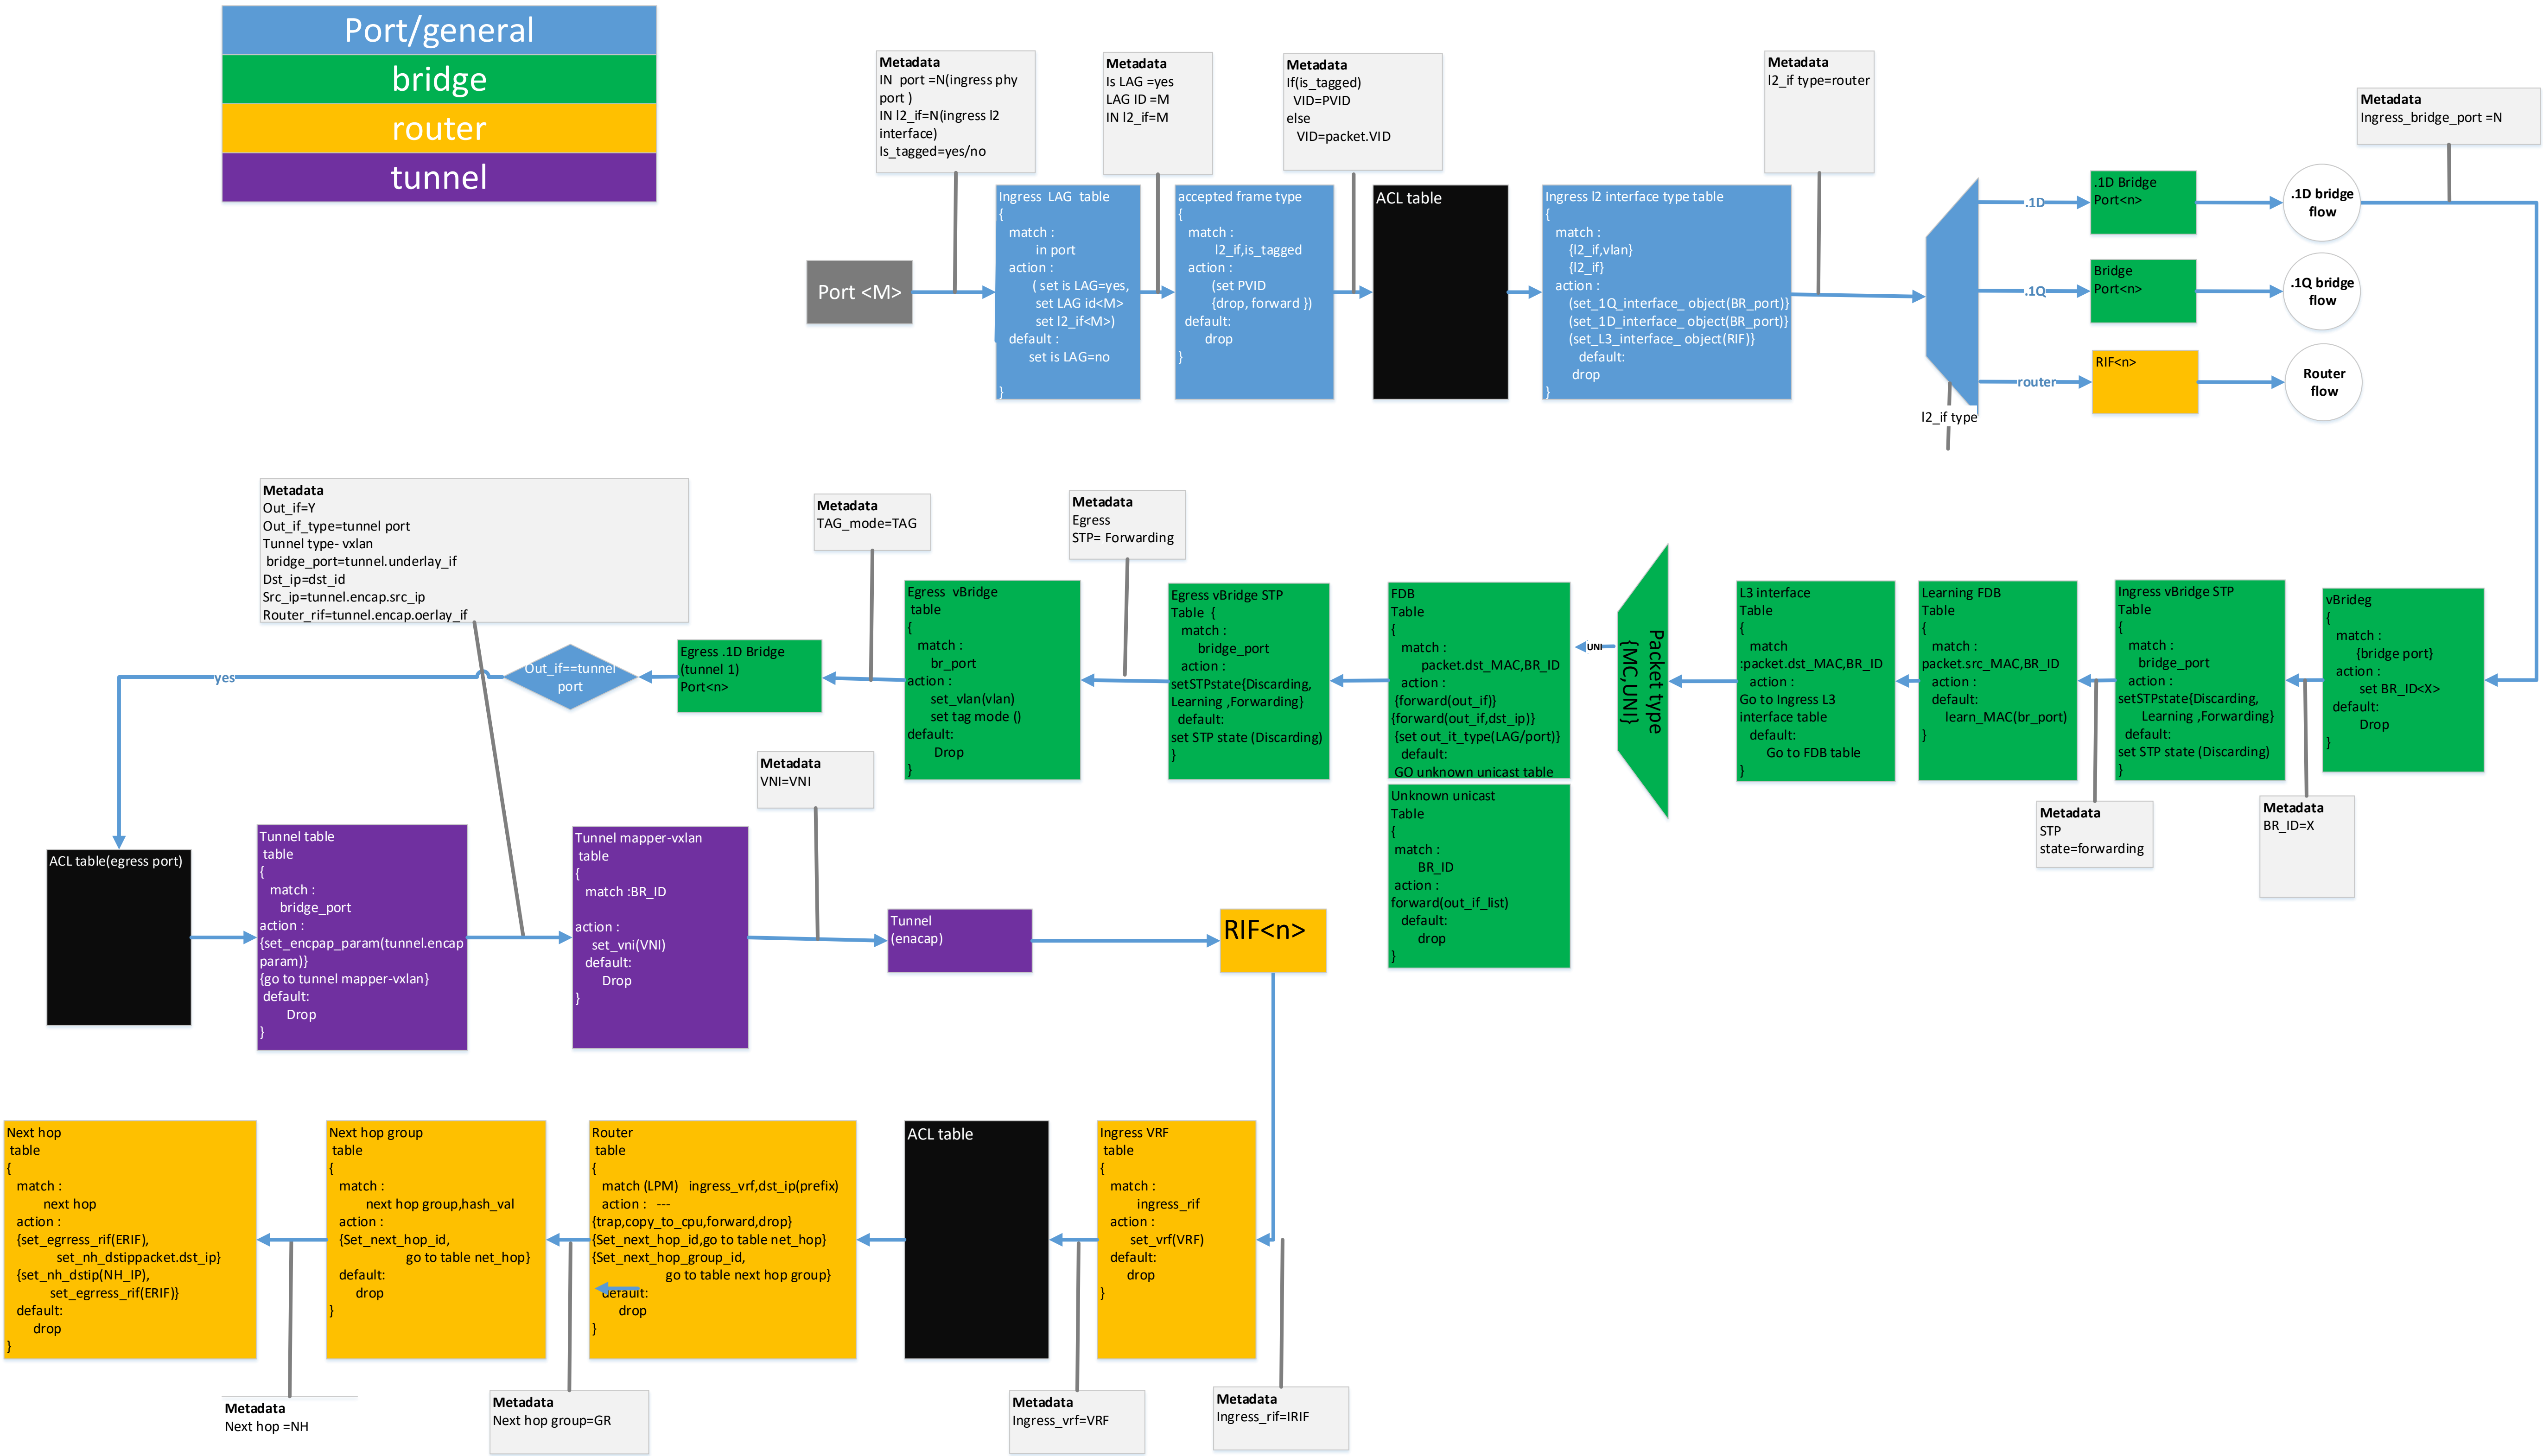 Port/general
bridge
router
tunnel
Metadata
IN  port =N(ingress phy
port )
IN l2_if=N(ingress l2
interface)
Is_tagged=yes/no
Metadata
Is LAG =yes
LAG ID =M
IN l2_if=M
Metadata
If(is_tagged)
VID=PVID
else
VID=packet.VID
Metadata
l2_if type=router
Metadata
Ingress_bridge_port =N
Port <M>
Ingress  LAG  table
{
match :
in port
action :
( set is LAG=yes,
set LAG id<M>
set l2_if<M>)
default :
set is LAG=no
}
accepted frame type
{
match :
l2_if,is_tagged
action :
(set PVID
{drop, forward })
default:
drop
}
ACL table
Ingress l2 interface type table
{
match :
{l2_if,vlan}
{l2_if}
action :
(set_1Q_interface_ object(BR_port)}
(set_1D_interface_ object(BR_port)}
(set_L3_interface_ object(RIF)}
default:
drop
}
l2_if type
.1D
.1Q
router
.1D Bridge
Port<n>
Bridge
Port<n>
RIF<n>
.1D bridge
flow
.1Q bridge
flow
Router
flow
vBrideg
{
match :
{bridge port}
action :
set BR_ID<X>
default:
Drop
}
Metadata
BR_ID=X
Ingress vBridge STP
Table
{
match :
bridge_port
action :
setSTPstate{Discarding,
Learning ,Forwarding}
default:
set STP state (Discarding)
}
Metadata
STP
state=forwarding
Learning FDB
Table
{
match :
packet.src_MAC,BR_ID
action :
default:
learn_MAC(br_port)
}
L3 interface
Table
{
match
:packet.dst_MAC,BR_ID
action :
Go to Ingress L3
interface table
default:
Go to FDB table
}
Packet type
{MC,UNI}
UNI
FDB
Table
{
match :
packet.dst_MAC,BR_ID
action :
{forward(out_if)}
{forward(out_if,dst_ip)}
{set out_it_type(LAG/port)}
default:
GO unknown unicast table
Unknown unicast
Table
{
match :
BR_ID
action :
forward(out_if_list)
default:
drop
}
Egress vBridge STP
Table  {
match :
bridge_port
action :
setSTPstate{Discarding,
Learning ,Forwarding}
default:
set STP state (Discarding)
}
Metadata
Egress
STP= Forwarding
Egress  vBridge
table
{
match :
br_port
action :
set_vlan(vlan)
set tag mode ()
default:
Drop
}
Metadata
TAG_mode=TAG
Egress .1D Bridge
(tunnel 1)
Port<n>
Out_if==tunnel
port
yes
Metadata
Out_if=Y
Out_if_type=tunnel port
Tunnel type- vxlan
bridge_port=tunnel.underlay_if
Dst_ip=dst_id
Src_ip=tunnel.encap.src_ip
Router_rif=tunnel.encap.oerlay_if
ACL table(egress port)
Tunnel table
table
{
match :
bridge_port
action :
{set_encpap_param(tunnel.encap
param)}
{go to tunnel mapper-vxlan}
default:
Drop
}
Tunnel mapper-vxlan
table
{
match :BR_ID
action :
set_vni(VNI)
default:
Drop
}
Metadata
VNI=VNI
Tunnel
(enacap)
RIF<n>
Metadata
Ingress_rif=IRIF
Ingress VRF
table
{
match :
ingress_rif
action :
set_vrf(VRF)
default:
drop
}
Metadata
Ingress_vrf=VRF
ACL table
Router
table
{
match (LPM)   ingress_vrf,dst_ip(prefix)
action :   ---
{trap,copy_to_cpu,forward,drop}
{Set_next_hop_id,go to table net_hop}
{Set_next_hop_group_id,
go to table next hop group}
default:
drop
}
Metadata
Next hop group=GR
Next hop group
table
{
match :
next hop group,hash_val
action :
{Set_next_hop_id,
go to table net_hop}
default:
drop
}
Metadata
Next hop =NH
Next hop
table
{
match :
next hop
action :
{set_egrress_rif(ERIF),
set_nh_dstippacket.dst_ip}
{set_nh_dstip(NH_IP),
set_egrress_rif(ERIF)}
default:
drop
}